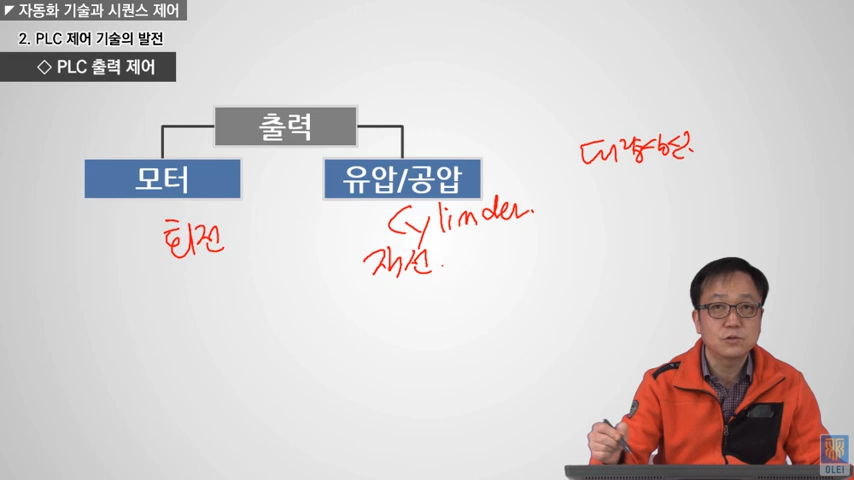 자동화 기술과 시퀀스 제어
2. PLC 제어 기술의 발전
◇ PLC 출력 제어
출력
모터
유압/공압
대량생산
회전
Cylinder.
직선.
OLEI